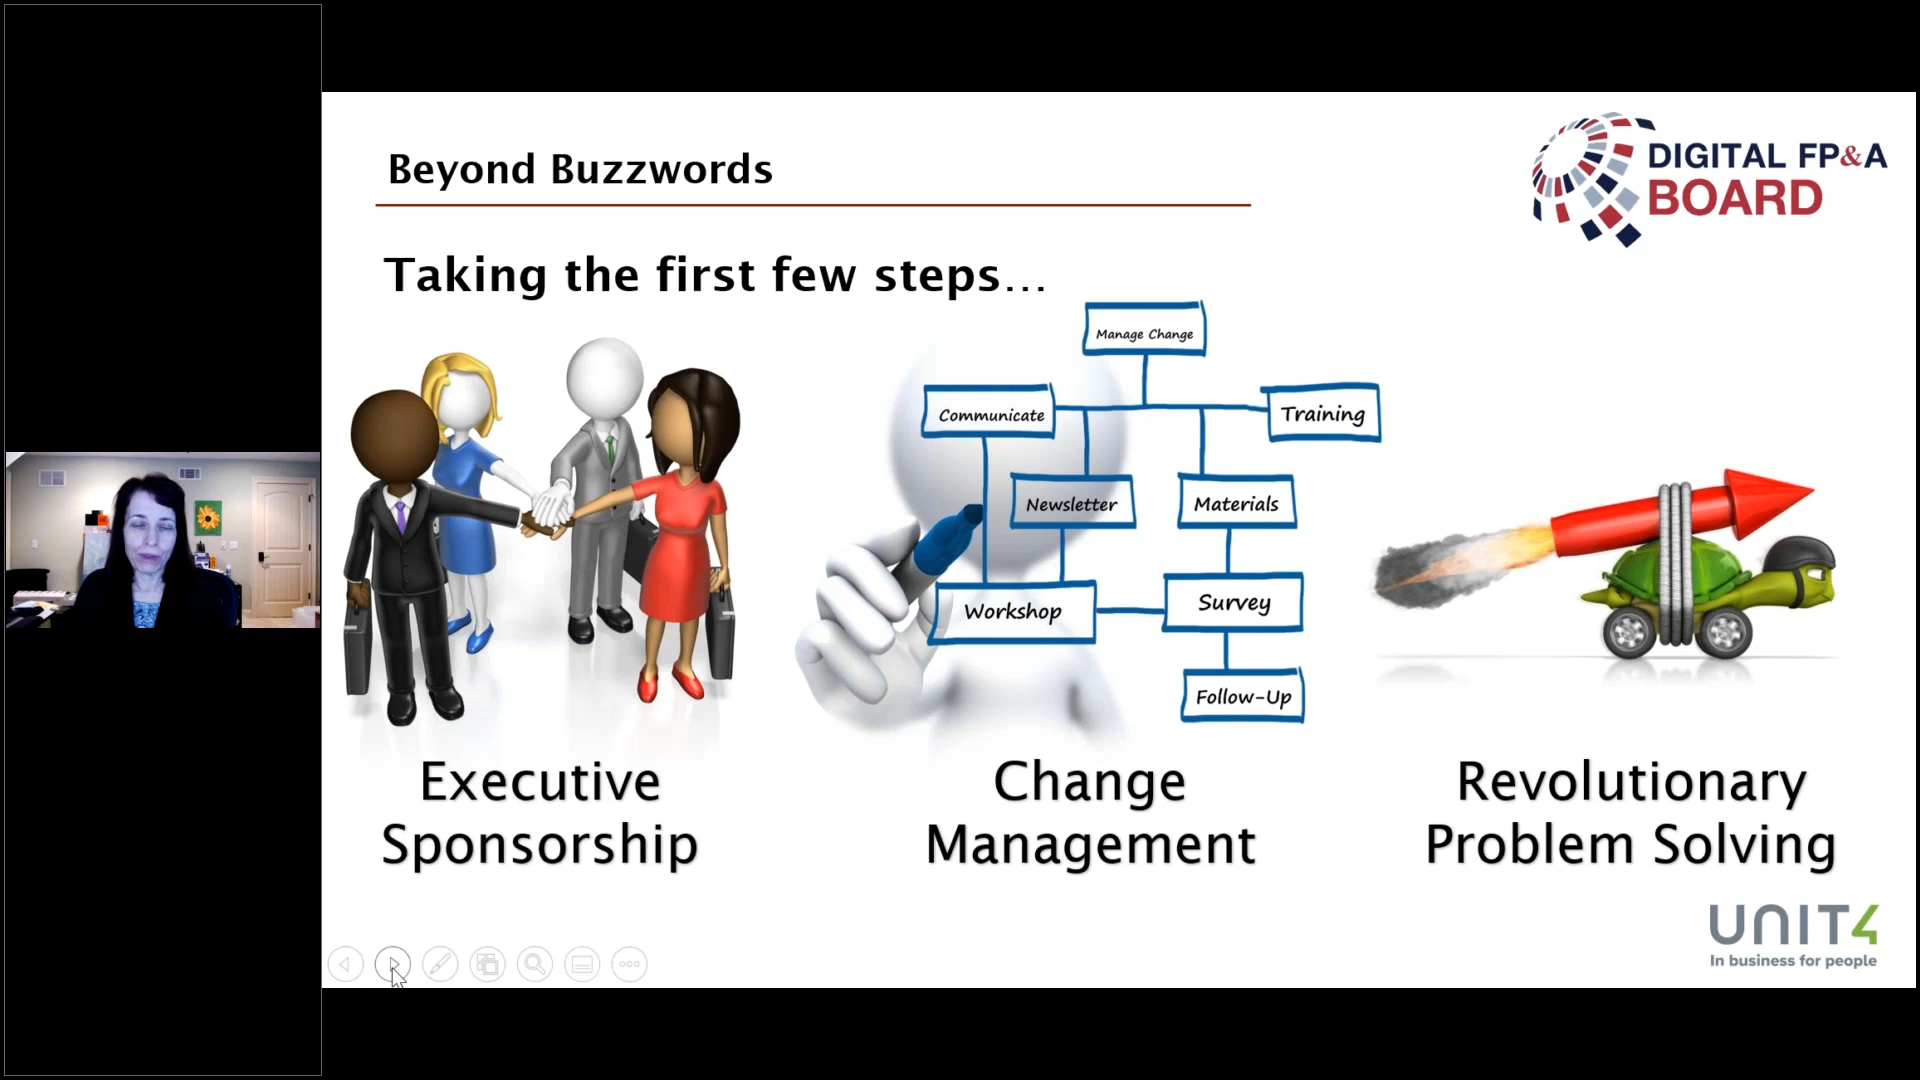 Beyond Buzzwords
DIGITAL FP&A
BOARD
Taking the first few steps...
Manage Change
Communicate
Training
Newsletter
Materials
Workshop
Survey
Follow-Up
Executive
Sponsorship
Change
Management
Revolutionary
Problem Solving
UNIT4
In business for people